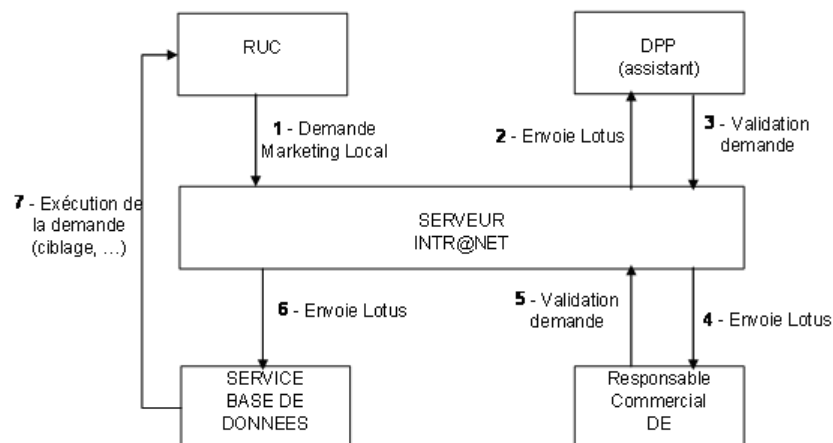 RUC
DPP
(assistant)
1 - Demande
Marketing Local
2 - Envoie Lotus
3 - Validation
demande
7 - Exécution de
la demande
(ciblage, ...)
SERVEUR
INTR@NET
6 - Envoie Lotus
5 - Validation
demande
4 - Envoie Lotus
SERVICE
BASE DE
DONNEES
Responsable
Commercial
DE